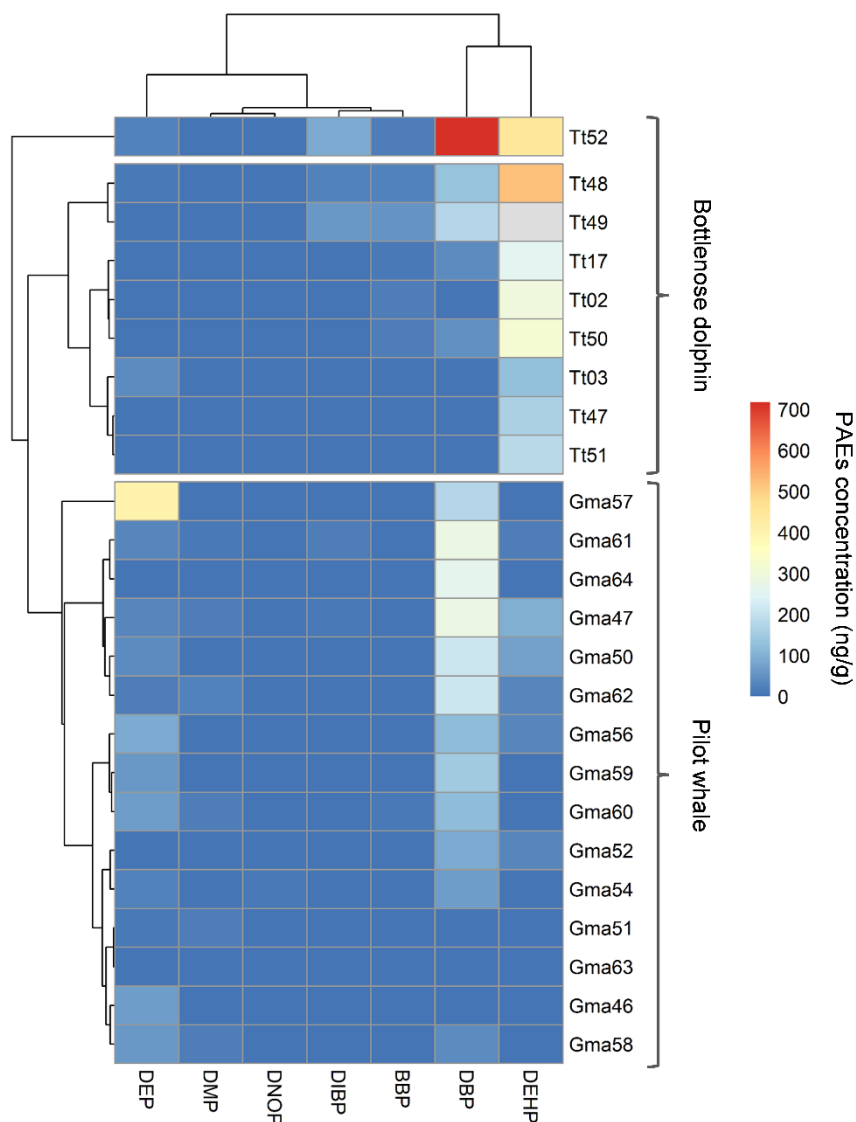 Tt52
Tt48
Tt49
Tt17
Tt02
Tt50
Tt03
Tt47
Tt51
Gma57
Gma61
Gma64
Gma47
Gma50
Gma62
Gma56
Gma59
Gma60
Gma52
Gma54
Gma51
Gma63
Gma46
Gma58
DEP
DMP
DNOP
DIBP
BBP
DBP
DEHP
Bottlenose dolphin
Pilot whale
700
600
500
400
300
200
100
0
PAEs concentration (ng/g)